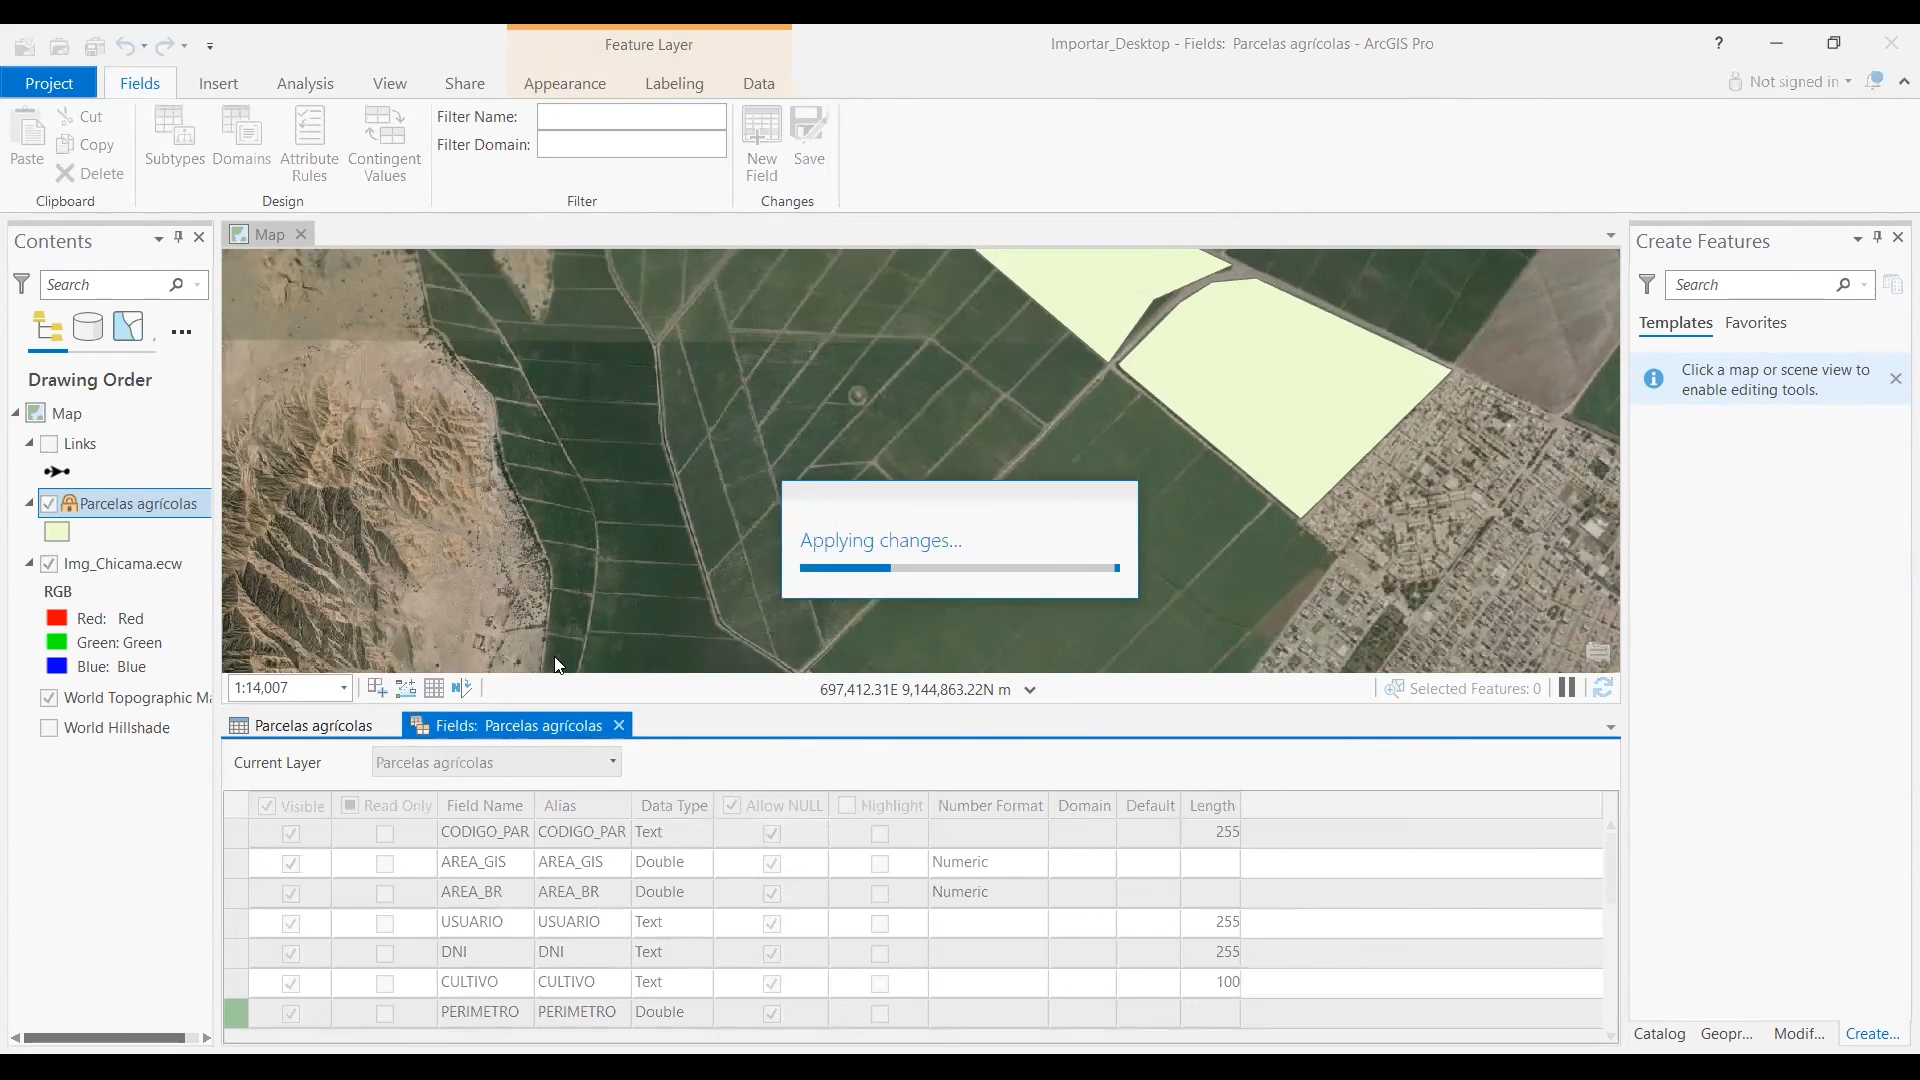 Feature Layer
Importar_Desktop - Fields: Parcelas agrícolas - ArcGIS Pro
?
Project Fields Insert Analysis View Share Appearance Labeling Data
Not signed in
Paste
Cut
Copy
Delete
Clipboard
Subtypes
Domains
Attribute
Rules
Contingent
Values
Design
Filter Name:
Filter Domain:
Filter
New
Field
Save
Changes
Contents
Search
Drawing Order
Map
Links
Parcelas agrícolas
Img_Chicama.ecw
RGB
Red: Red
Green: Green
Blue: Blue
World Topographic Ma
World Hillshade
Map
Applying changes...
1:14,007
697,412.31E 9,144,863.22N m
Selected Features: 0
Parcelas agrícolas
Fields: Parcelas agrícolas
Current Layer Parcelas agrícolas
Visible Read Only Field Name Alias Data Type Allow NULL Highlight Number Format Domain Default Length
CODIGO_PAR CODIGO_PAR Text 255
AREA_GIS AREA_GIS Double Numeric
AREA_BR AREA_BR Double Numeric
USUARIO USUARIO Text 255
DNI DNI Text 255
CULTIVO CULTIVO Text 100
PERIMETRO PERIMETRO Double
Create Features
Search
Templates Favorites
Click a map or scene view to
enable editing tools.
Catalog Geopr... Modif... Create...